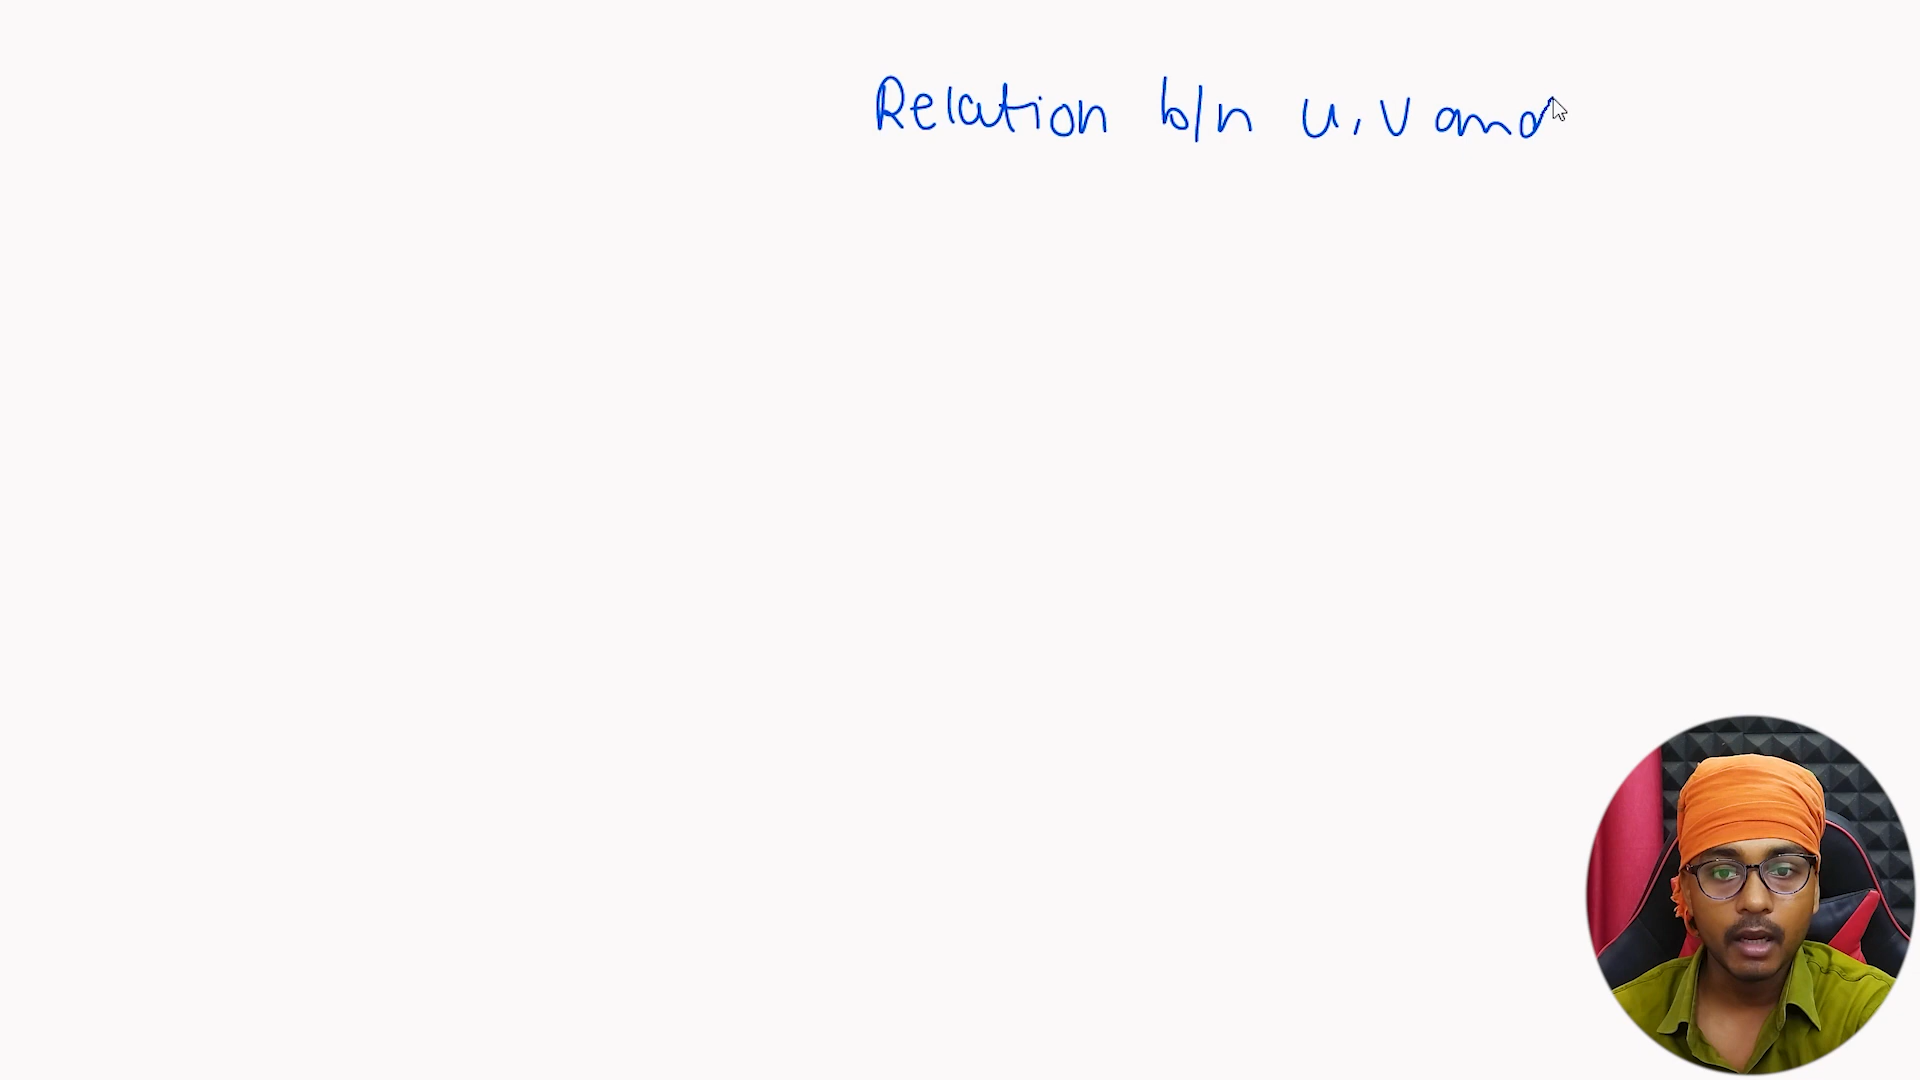 Relation b/n u, v and